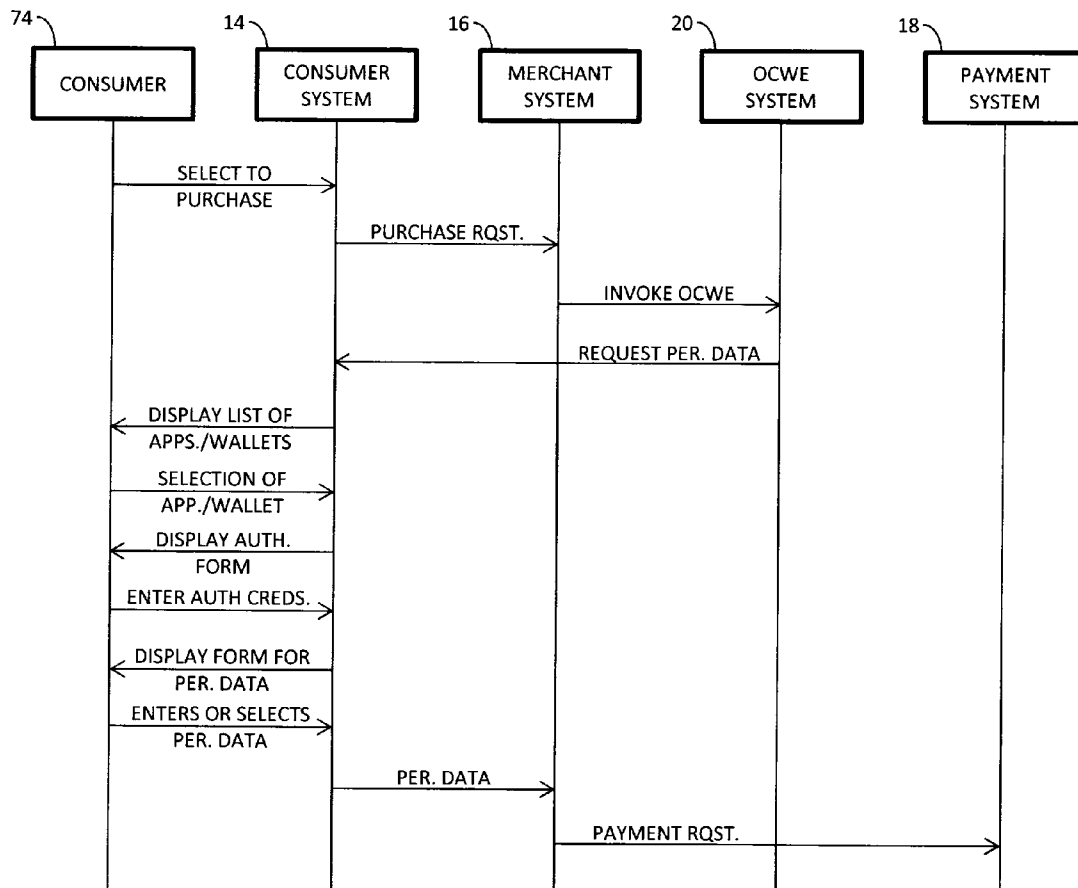 74
14
16
20
18
CONSUMER
CONSUMER
SYSTEM
MERCHANT
SYSTEM
OCWE
SYSTEM
PAYMENT
SYSTEM
SELECT TO
PURCHASE
PURCHASE RQST.
INVOKE OCWE
REQUEST PER. DATA
DISPLAY LIST OF
APPS./WALLETS
SELECTION OF
APP./WALLET
DISPLAY AUTH.
FORM
ENTER AUTH CREDS.
DISPLAY FORM FOR
PER. DATA
ENTERS OR SELECTS
PER. DATA
PER. DATA
PAYMENT RQST.